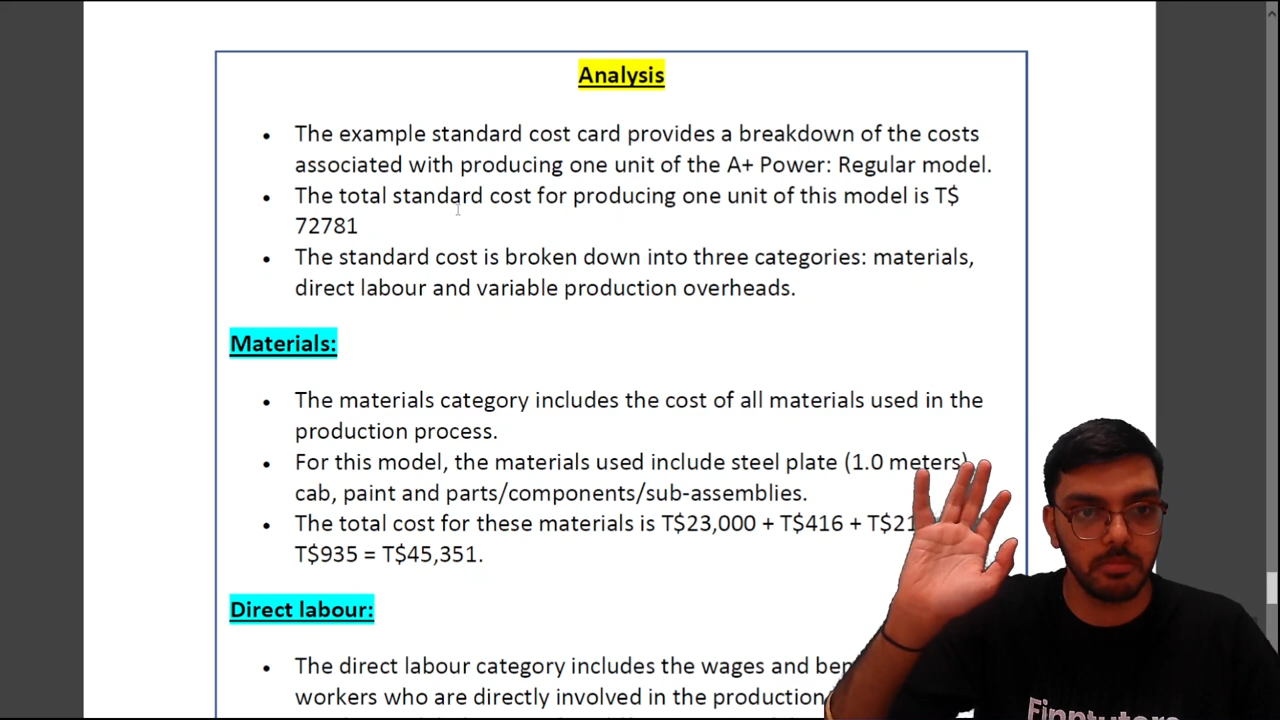 Analysis
The example standard cost card provides a breakdown of the costs
associated with producing one unit of the A+ Power: Regular model.
The total standard cost for producing one unit of this model is T$
72781
The standard cost is broken down into three categories: materials,
direct labour and variable production overheads.
Materials:
The materials category includes the cost of all materials used in the
production process.
For this model, the materials used include steel plate (1.0 meters)
cab, paint and parts/components/sub-assemblies.
The total cost for these materials is T$23,000 + T$416 +
T$935 = T$45,351.
Direct labour:
The direct labour category includes the wages and
workers who are directly involved in the production